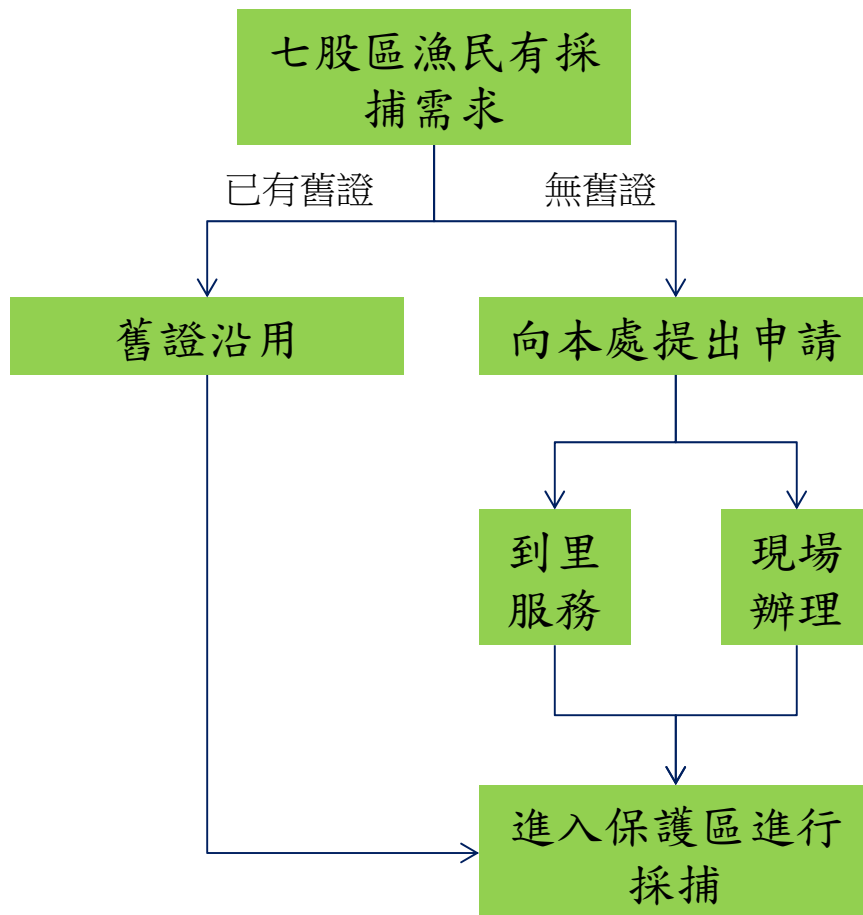 七股區漁民有採
捕需求
已有舊證
無舊證
舊證沿用
向本處提出申請
到里
服務
現場
辦理
進入保護區進行
採捕